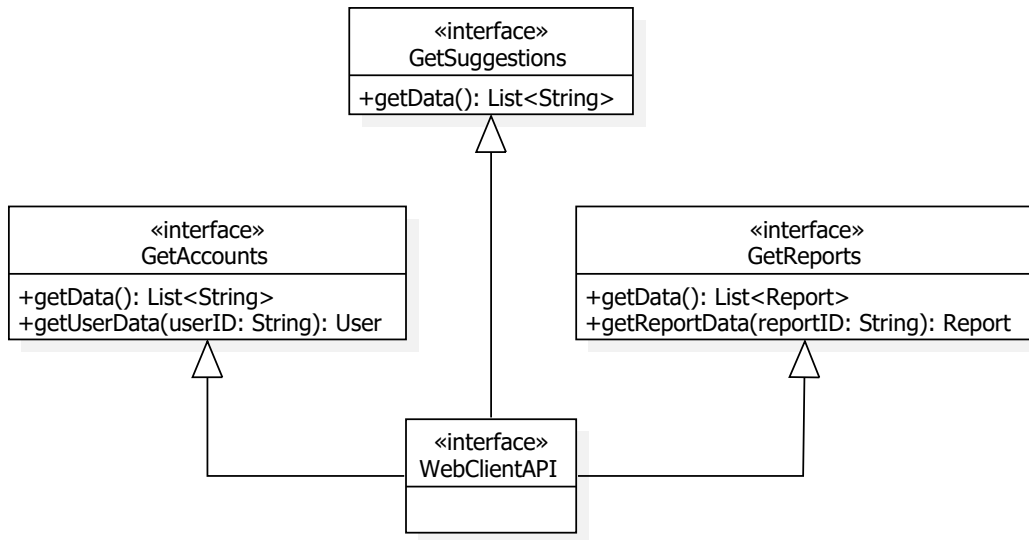 «interface»
GetSuggestions
+getData(): List<String>
«interface»
GetAccounts
+getData(): List<String>
+getUserData(userID: String): User
«interface»
GetReports
+getData(): List<Report>
+getReportData(reportID: String): Report
«interface»
WebClientAPI